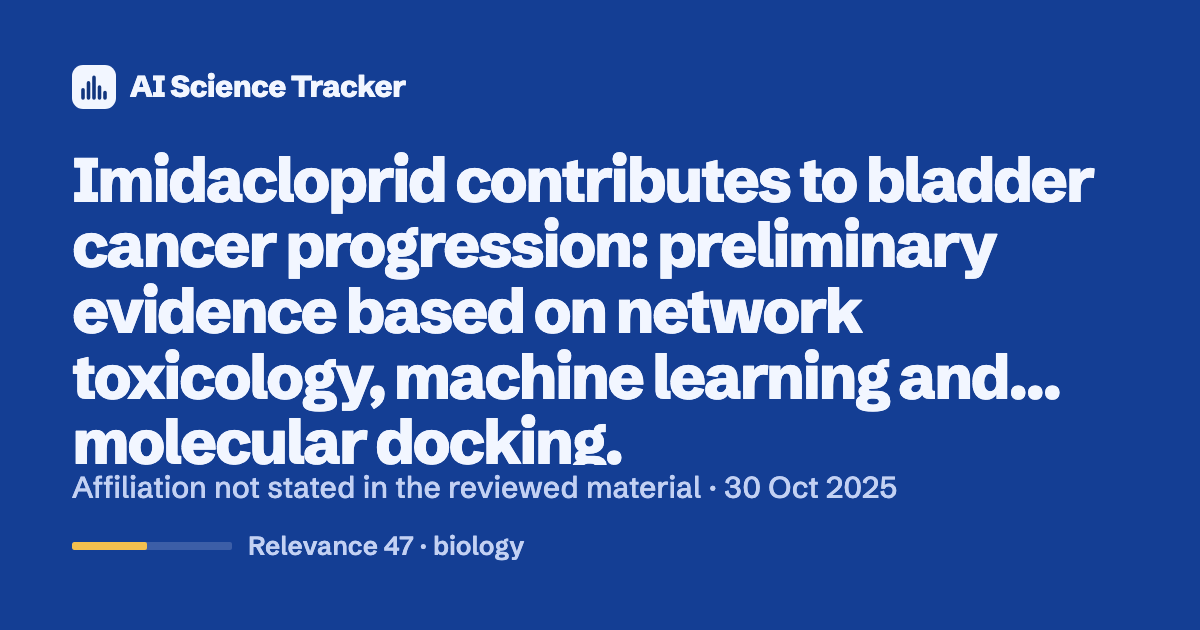 AI Science Tracker
Imidacloprid contributes to bladder
cancer progression: preliminary
evidence based on network
toxicology, machine learning and...
molecular docking.
Affiliation not stated in the reviewed material · 30 Oct 2025
Relevance 47 · biology